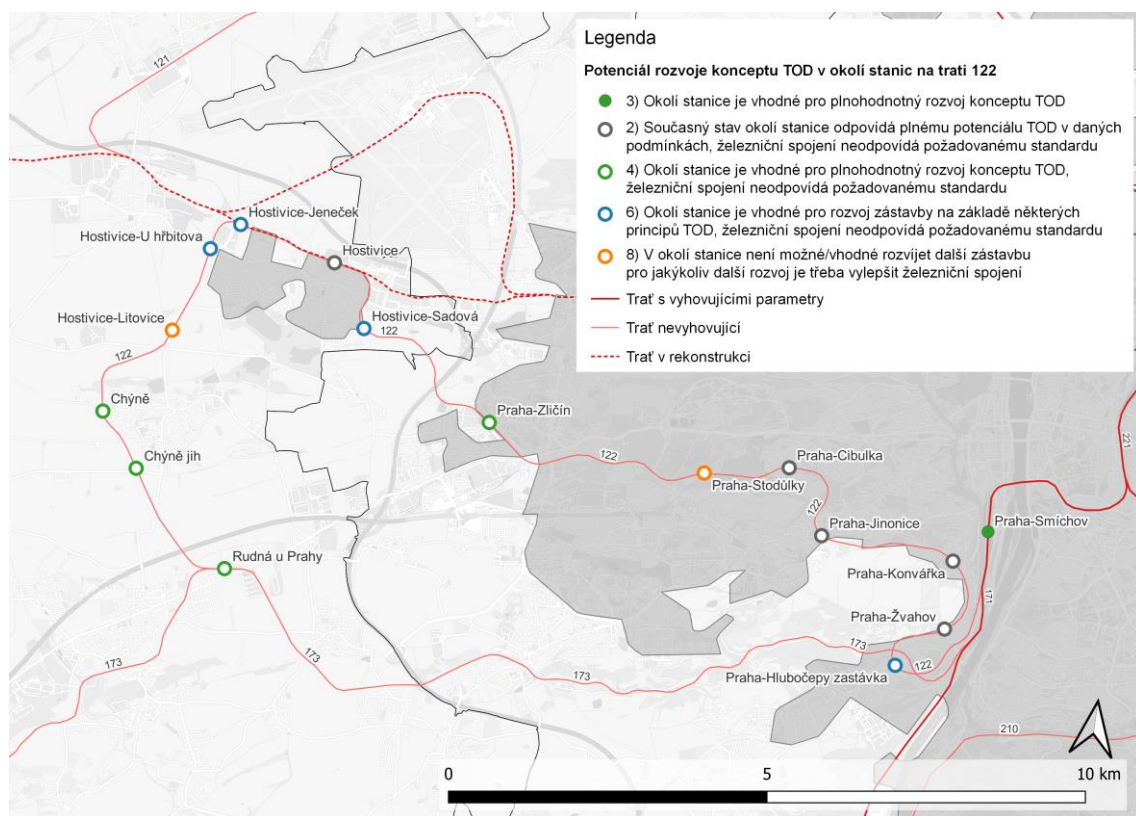 Legenda
Potenciál rozvoje konceptu TOD v okolí stanic na trati 122
3) Okolí stanice je vhodné pro plnohodnotný rozvoj konceptu TOD
2) Současný stav okolí stanice odpovídá plnému potenciálu TOD v daných
podmínkách, železniční spojení neodpovídá požadovanému standardu
4) Okolí stanice je vhodné pro plnohodnotný rozvoj konceptu TOD,
železniční spojení neodpovídá požadovanému standardu
6) Okolí stanice je vhodné pro rozvoj zástavby na základě některých
principů TOD, železniční spojení neodpovídá požadovanému standardu
8) V okolí stanice není možné/vhodné rozvíjet další zástavbu
pro jakýkoliv další rozvoj je třeba vylepšit železniční spojení
Trať s vyhovujícími parametry
Trať nevyhovující
Trať v rekonstrukci
121
Hostivice-Jeneček
Hostivice-U hřbitova
Hostivice
Hostivice-Litovice
Hostivice-Sadová
122
122
Chýně
Praha-Zličín
221
Chýně jih
122
Praha-Cibulka
Praha-Stodůlky
122
Praha-Jinonice
Praha-Smíchov
Rudná u Prahy
Praha-Konvářka
171
Praha-Žvahov
173
173
173
173
Praha-Hlubočepy zastávka
122
210
0
5
10 km